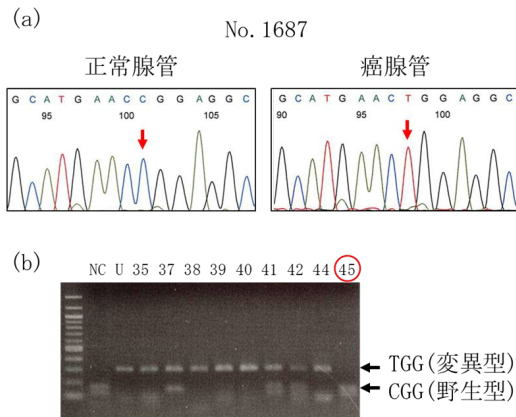 (a)
No.1687
正常腺管
癌腺管
G C A T G A A C C G G A G G C
95 100 105
G C A T G A A C T G G A G G C
90 95 100
(b)
NC U 35 37 38 39 40 41 42 44 45
TGG(変異型)
CGG(野生型)